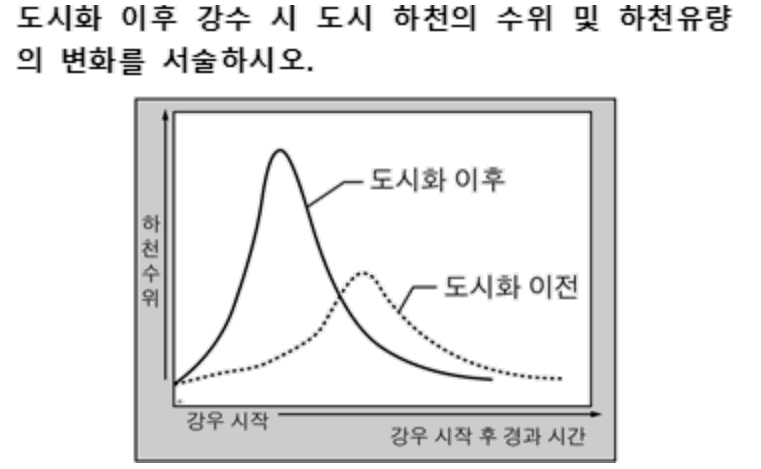 도시화 이후 강수 시 도시 하천의 수위 및 하천유량
의 변화를 서술하시오.
도시화 이후
하천수위
도시화 이전
강우 시작
강우 시작 후 경과 시간